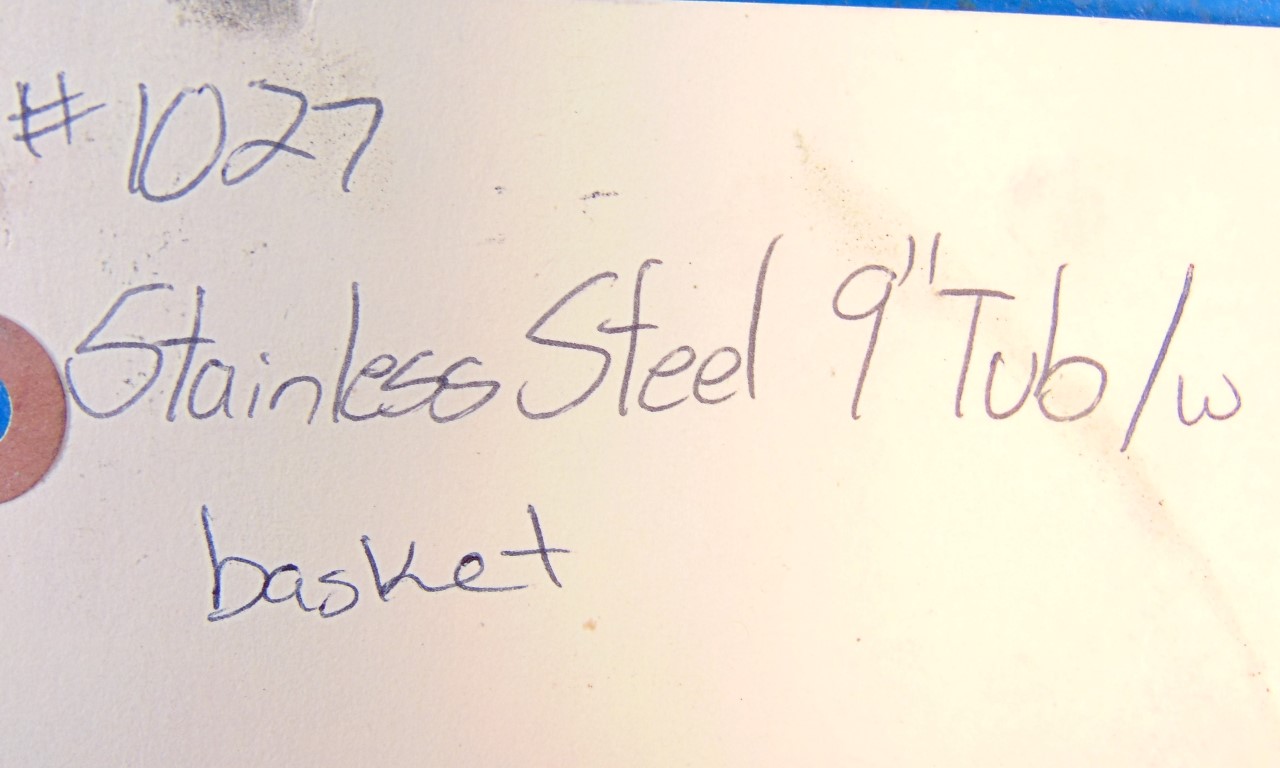 #1027
Stainless Steel 9" Tub /w
basket